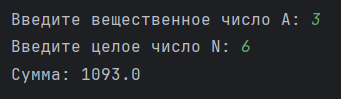 Введите вещественное число A: 3
Введите целое число N: 6
Сумма: 1093.0